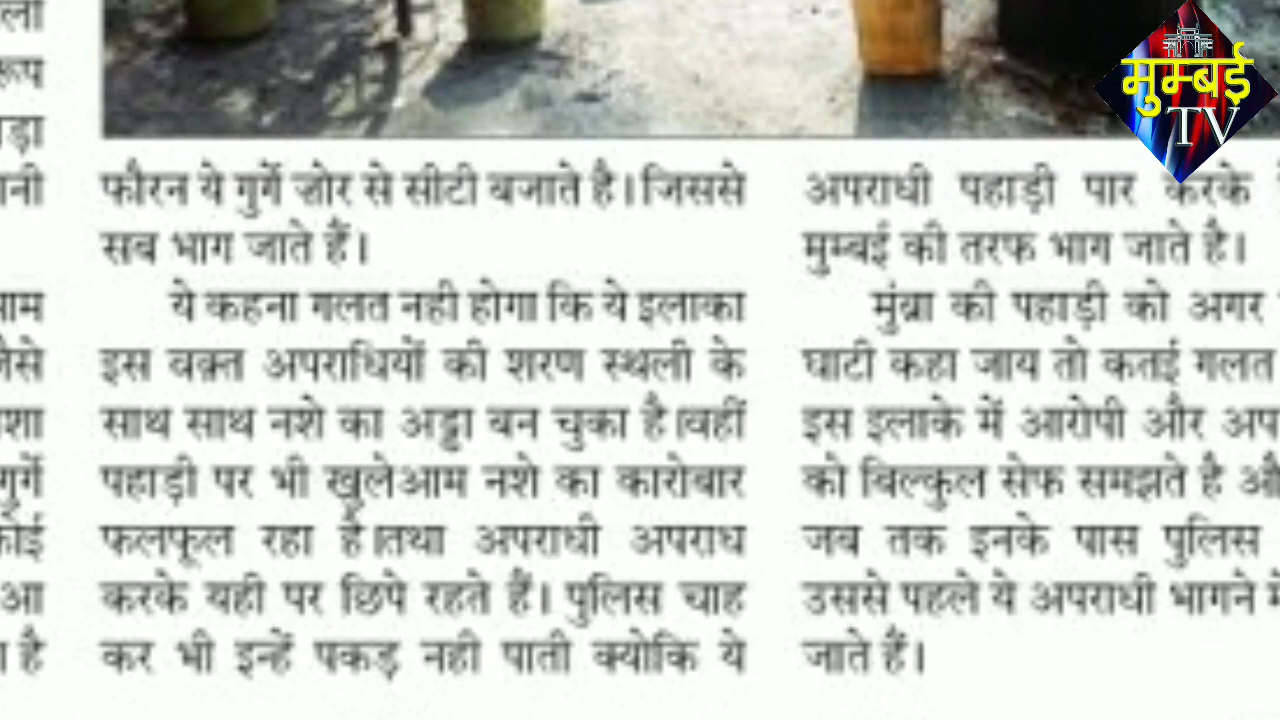 मुम्बई
TV
फौरन ये गुर्गे ज़ोर से सीटी बजाते है। जिससे
सब भाग जाते हैं।
ये कहना गलत नही होगा कि ये इलाका
इस वक़्त अपराधियों की शरण स्थली के
साथ साथ नशे का अड्डा बन चुका है।वहीं
पहाड़ी पर भी खुलेआम नशे का कारोबार
फलफूल रहा है।तथा अपराधी अपराध
करके यही पर छिपे रहते हैं। पुलिस चाह
कर भी इन्हें पकड़ नही पाती क्योकि ये
अपराधी पहाड़ी पार करके
मुम्बई की तरफ भाग जाते है।
मुंब्रा की पहाड़ी को अगर
घाटी कहा जाय तो कतई गलत
इस इलाके में आरोपी और
को बिल्कुल सेफ समझते है
जब तक इनके पास पुलिस
उससे पहले ये अपराधी भागने
जाते हैं।